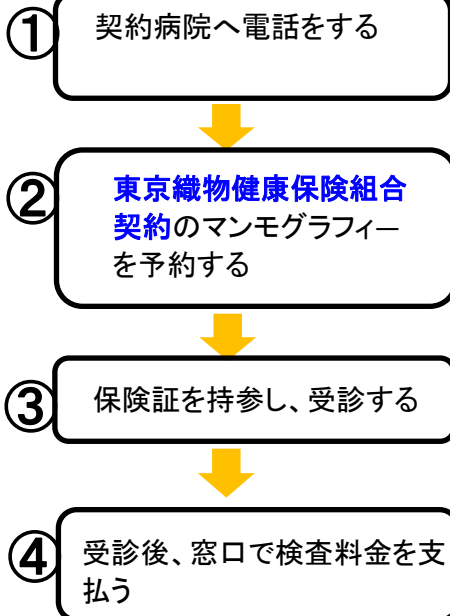 ①
契約病院へ電話をする
②
東京織物健康保険組合
契約のマンモグラフィー
を予約する
③
保険証を持参し、受診する
④
受診後、窓口で検査料金を支
払う